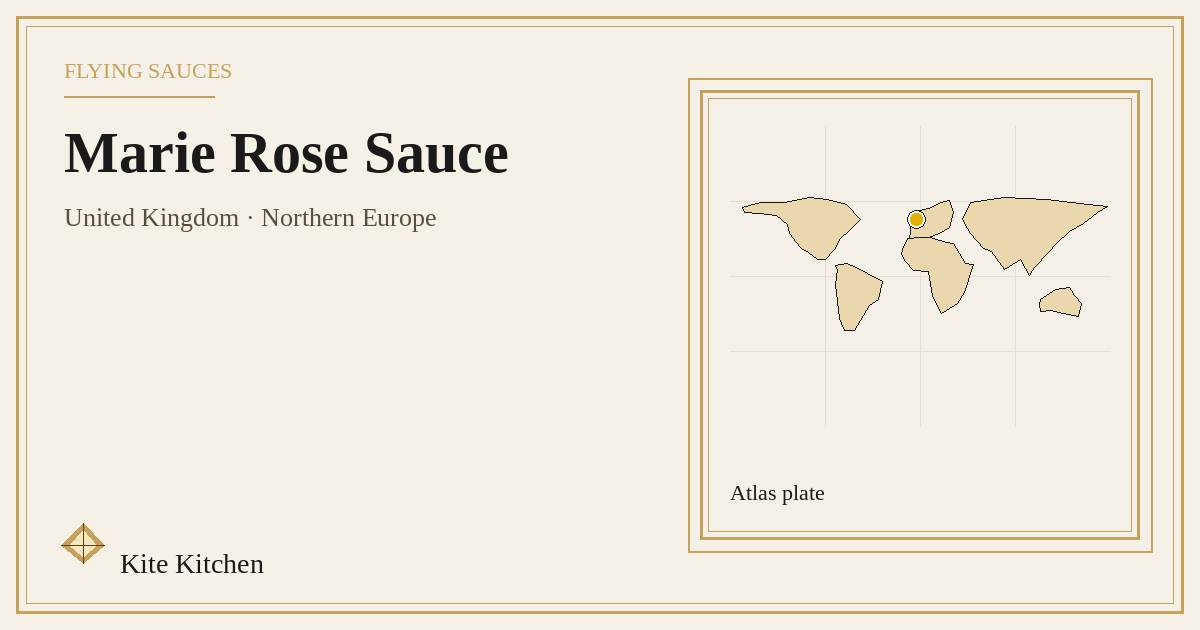 FLYING SAUCES
Marie Rose Sauce
United Kingdom · Northern Europe
Atlas plate
Kite Kitchen